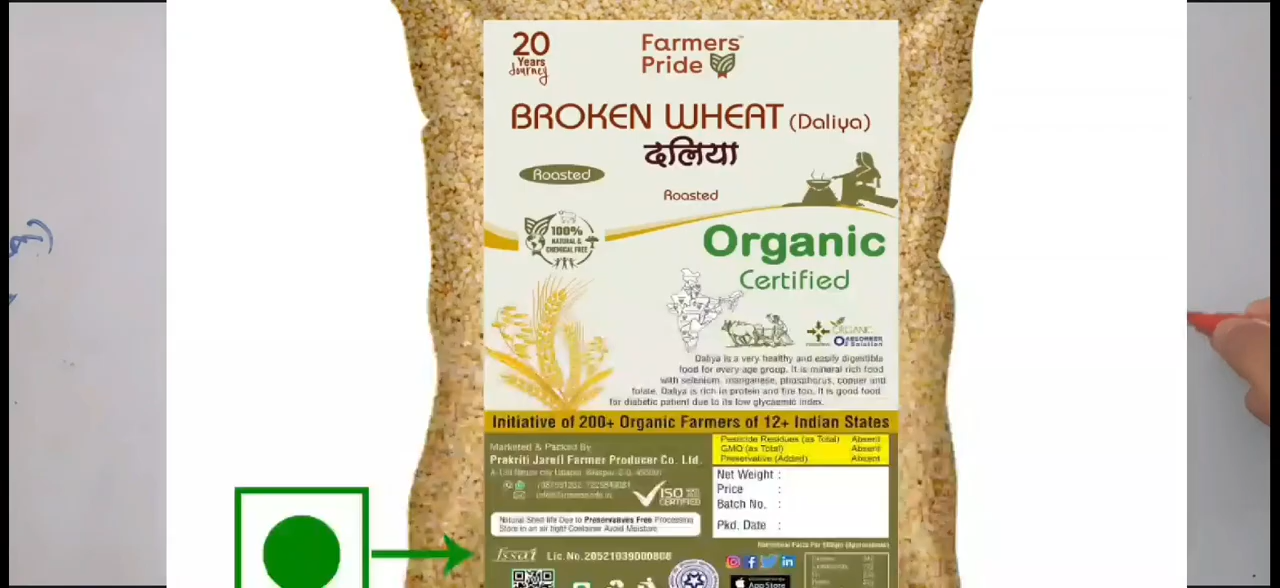 20
Years
Journey
Farmers
Pride
BROKEN WHEAT (Daliya)
दलिया
Roasted
Roasted
100%
NATURAL &
CHEMICAL FREE
Organic
Certified
ORGANIC
Daliya is a very healthy and easily digestible
food for every age group. It is mineral rich food
with selenium, manganese, phosphorus, copper and
folate. Daliya is rich in protein and fire too. It is good food
for diabetic patient due to its low glycaemic index.
Initiative of 200+ Organic Farmers of 12+ Indian States
Marketed & Packed By
Prakriti Jareli Farmer Producer Co. Ltd.
ISO
CERTIFIED
Natural Shelf life Due to Preservatives Free Processing
Store in an air tight Container Avoid Moisture
fssai Lic. No. 20521039000808
Pesticide Residues (as Total) Absent
GMO (as Total) Absent
Preservative (Added) Absent
Net Weight :
Price :
Batch No. :
Pkd. Date :
App Store